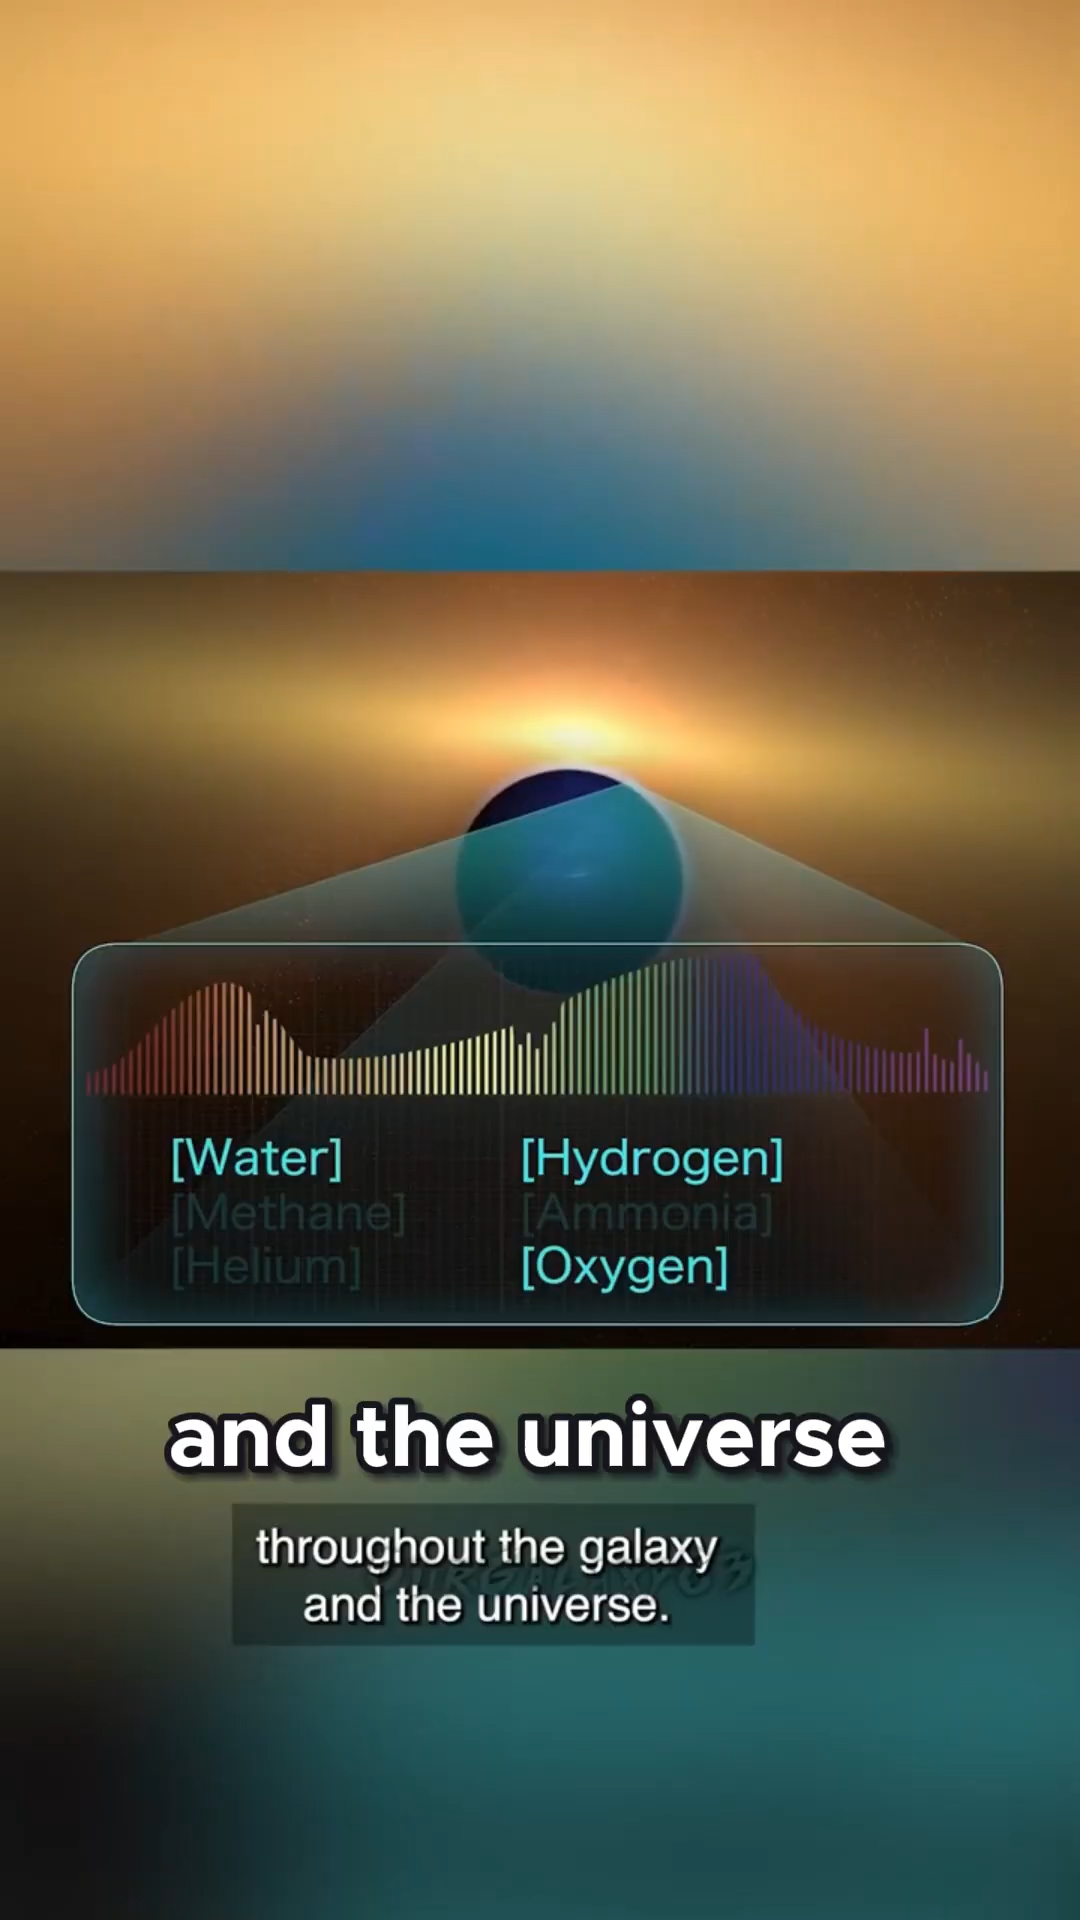 [Water] [Hydrogen]
[Methane] [Ammonia]
[Helium] [Oxygen]
and the universe
throughout the galaxy
and the universe.